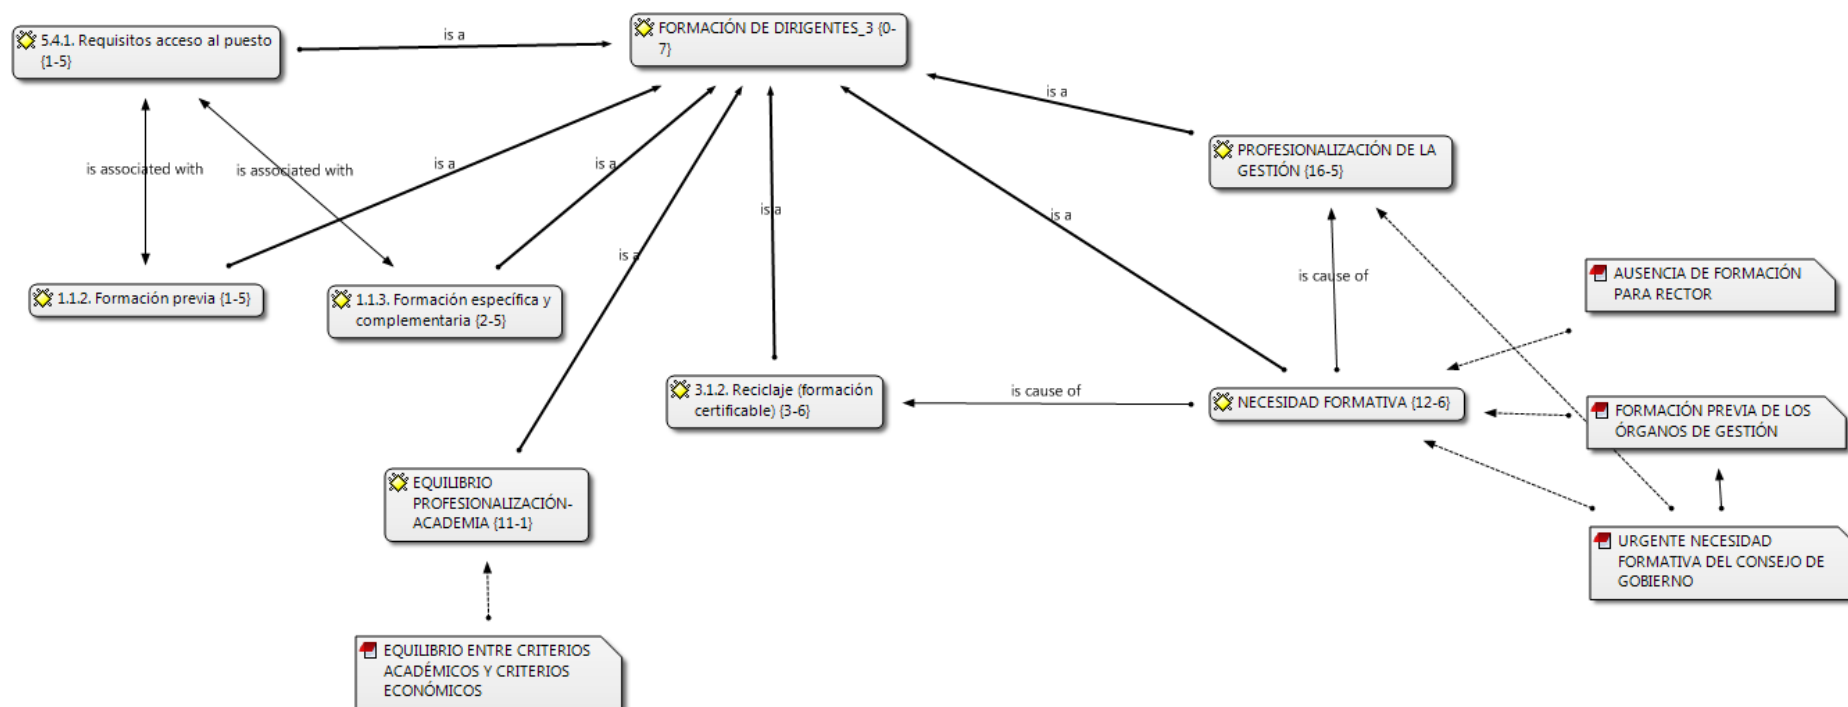 5.4.1. Requisitos acceso al puesto
{1-5}
is a
FORMACIÓN DE DIRIGENTES_3 {0-
7}
is a
PROFESIONALIZACIÓN DE LA
GESTIÓN {16-5}
is associated with
is associated with
is a
is a
is a
is a
is a
is cause of
AUSENCIA DE FORMACIÓN
PARA RECTOR
1.1.2. Formación previa {1-5}
1.1.3. Formación específica y
complementaria {2-5}
3.1.2. Reciclaje (formación
certificable) {3-6}
is cause of
NECESIDAD FORMATIVA {12-6}
FORMACIÓN PREVIA DE LOS
ÓRGANOS DE GESTIÓN
EQUILIBRIO
PROFESIONALIZACIÓN-
ACADEMIA {11-1}
URGENTE NECESIDAD
FORMATIVA DEL CONSEJO DE
GOBIERNO
EQUILIBRIO ENTRE CRITERIOS
ACADÉMICOS Y CRITERIOS
ECONÓMICOS